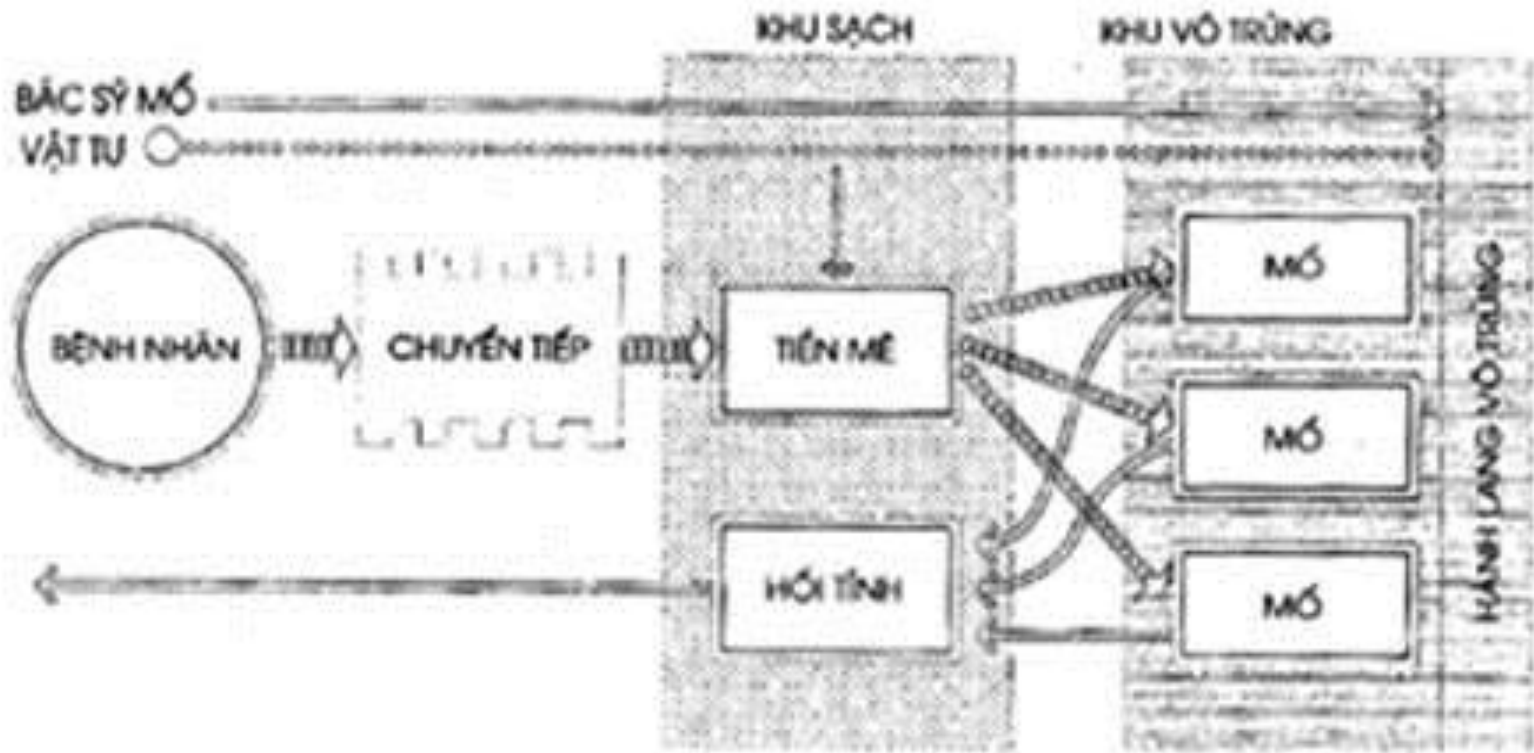 KHU SẠCH
KHU VÔ TRÙNG
BÁC SỸ MỔ
VẬT TƯ
BỆNH NHÂN
CHUYỂN TIẾP
TIỀN MÊ
MỔ
MỔ
HỒI TỈNH
MỔ
HÀNH LANG VÔ TRÙNG